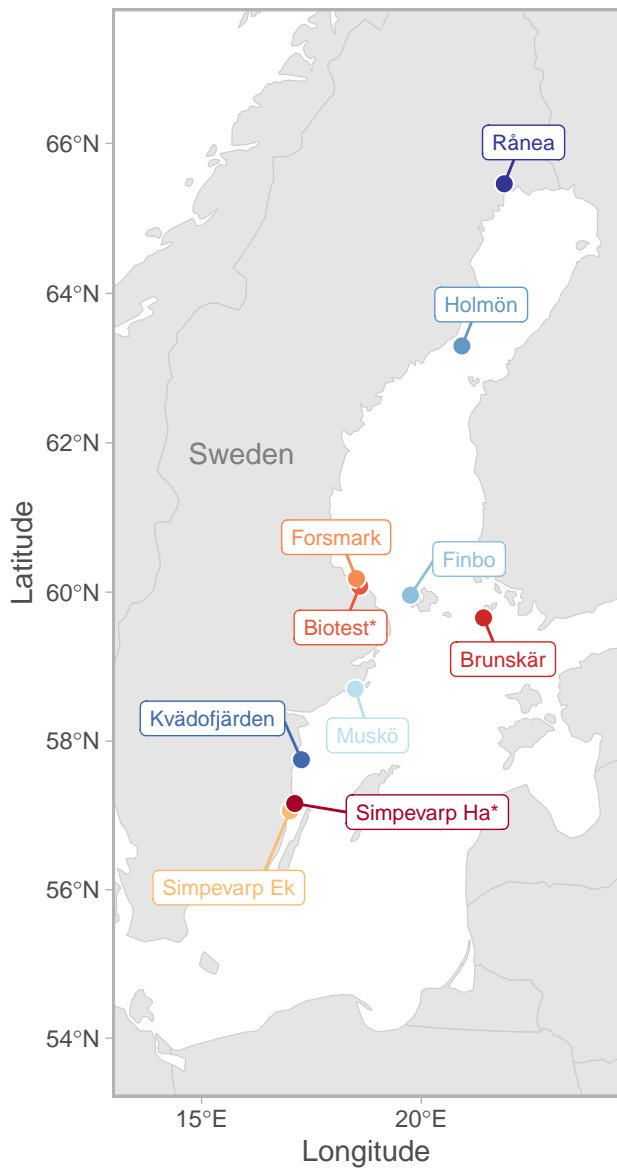 66°N
Rånea
64°N
Holmön
62°N
Sweden
Forsmark
Finbo
60°N
Biotest*
Brunskär
Kvädofjärden
Muskö
58°N
Simpevarp Ha*
Simpevarp Ek
56°N
54°N
15°E
20°E
Longitude
Latitude